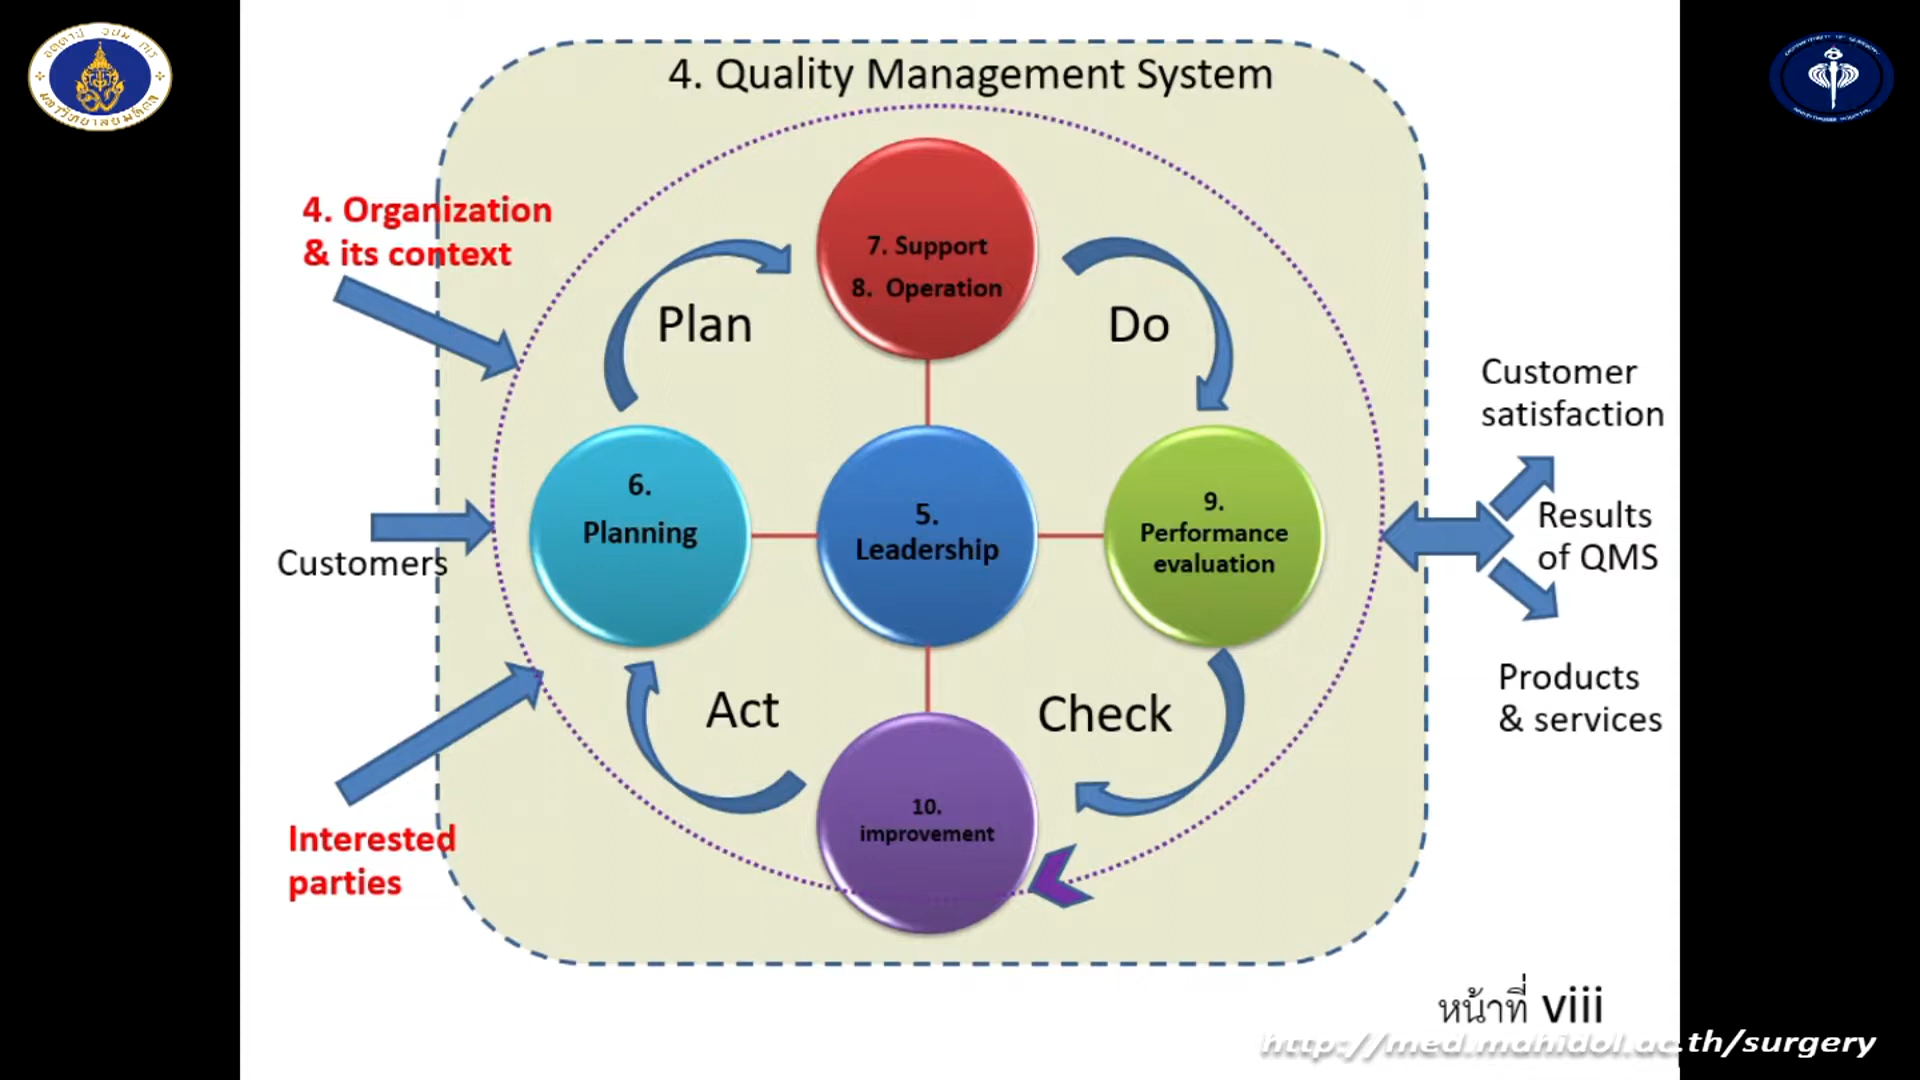 4. Quality Management System
4. Organization
& its context
7. Support
8. Operation
Plan
Do
Customer
satisfaction
6.
Planning
5.
Leadership
9.
Performance
evaluation
Customers
Results
of QMS
Act
Check
Products
& services
10.
improvement
Interested
parties
หน้าที่ viii
http://med.mahidol.ac.th/surgery